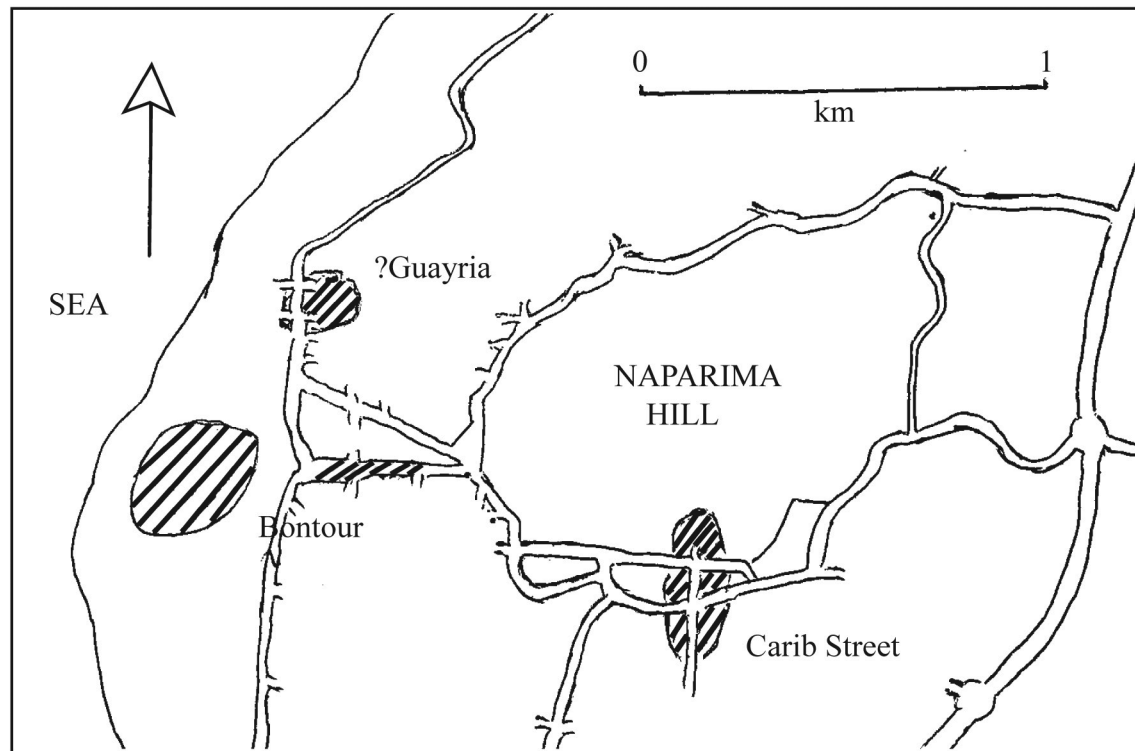 0 1
km
?Guayria
SEA
NAPARIMA
HILL
Bontour
Carib Street